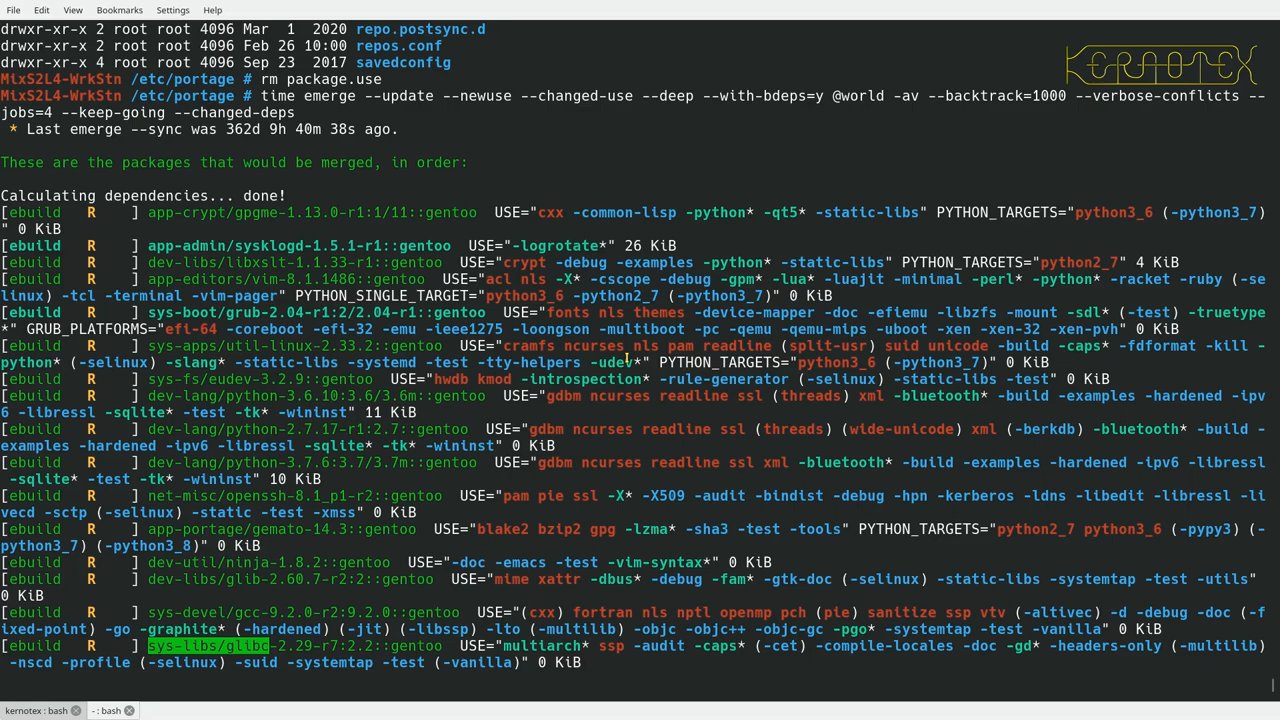 File Edit View Bookmarks Settings Help
drwxr-xr-x 2 root root 4096 Mar  1  2020 repo.postsync.d
drwxr-xr-x 2 root root 4096 Feb 26 10:00 repos.conf
drwxr-xr-x 4 root root 4096 Sep 23  2017 savedconfig
KERNOTEX
MixS2L4-WrkStn /etc/portage # rm package.use
MixS2L4-WrkStn /etc/portage # time emerge --update --newuse --changed-use --deep --with-bdeps=y @world -av --backtrack=1000 --verbose-conflicts --
jobs=4 --keep-going --changed-deps
 * Last emerge --sync was 362d 9h 40m 38s ago.
These are the packages that would be merged, in order:
Calculating dependencies... done!
[ebuild   R    ] app-crypt/gpgme-1.13.0-r1:1/11::gentoo  USE="cxx -common-lisp -python* -qt5* -static-libs" PYTHON_TARGETS="python3_6 (-python3_7)
" 0 KiB
[ebuild   R    ] app-admin/sysklogd-1.5.1-r1::gentoo  USE="-logrotate*" 26 KiB
[ebuild   R    ] dev-libs/libxslt-1.1.33-r1::gentoo  USE="crypt -debug -examples -python* -static-libs" PYTHON_TARGETS="python2_7" 4 KiB
[ebuild   R    ] app-editors/vim-8.1.1486::gentoo  USE="acl nls -X* -cscope -debug -gpm* -lua* -luajit -minimal -perl* -python* -racket -ruby (-se
linux) -tcl -terminal -vim-pager" PYTHON_SINGLE_TARGET="python3_6 -python2_7 (-python3_7)" 0 KiB
[ebuild   R    ] sys-boot/grub-2.04-r1:2/2.04-r1::gentoo  USE="fonts nls themes -device-mapper -doc -efiemu -libzfs -mount -sdl* (-test) -truetype
*" GRUB_PLATFORMS="efi-64 -coreboot -efi-32 -emu -ieee1275 -loongson -multiboot -pc -qemu -qemu-mlps -uboot -xen -xen-32 -xen-pvh" 0 KiB
[ebuild   R    ] sys-apps/util-linux-2.33.2::gentoo  USE="cramfs ncurses nls pam readline (split-usr) suid unicode -build -caps* -fdformat -kill -
python* (-selinux) -slang* -static-libs -systemd -test -tty-helpers -udev*" PYTHON_TARGETS="python3_6 (-python3_7)" 0 KiB
[ebuild   R    ] sys-fs/eudev-3.2.9::gentoo  USE="hwdb kmod -introspection* -rule-generator (-selinux) -static-libs -test" 0 KiB
[ebuild   R    ] dev-lang/python-3.6.10:3.6/3.6m::gentoo  USE="gdbm ncurses readline ssl (threads) xml -bluetooth* -build -examples -hardened -ipv
6 -libressl -sqlite* -test -tk* -wininst" 11 KiB
[ebuild   R    ] dev-lang/python-2.7.17-r1:2.7::gentoo  USE="gdbm ncurses readline ssl (threads) (wide-unicode) xml (-berkdb) -bluetooth* -build -
examples -hardened -ipv6 -libressl -sqlite* -tk* -wininst" 0 KiB
[ebuild   R    ] dev-lang/python-3.7.6:3.7/3.7m::gentoo  USE="gdbm ncurses readline ssl xml -bluetooth* -build -examples -hardened -ipv6 -libressl
 -sqlite* -test -tk* -wininst" 10 KiB
[ebuild   R    ] net-misc/openssh-8.1_p1-r2::gentoo  USE="pam pie ssl -X* -X509 -audit -bindist -debug -hpn -kerberos -ldns -libedit -libressl -li
vecd -sctp (-selinux) -static -test -xmss" 0 KiB
[ebuild   R    ] app-portage/gemato-14.3::gentoo  USE="blake2 bzip2 gpg -lzma* -sha3 -test -tools" PYTHON_TARGETS="python2_7 python3_6 (-pypy3) (-
python3_7) (-python3_8)" 0 KiB
[ebuild   R    ] dev-util/ninja-1.8.2::gentoo  USE="-doc -emacs -test -vim-syntax*" 0 KiB
[ebuild   R    ] dev-libs/glib-2.60.7-r2:2::gentoo  USE="mime xattr -dbus* -debug -fam* -gtk-doc (-selinux) -static-libs -systemtap -test -utils"
0 KiB
[ebuild   R    ] sys-devel/gcc-9.2.0-r2:9.2.0::gentoo  USE="(cxx) fortran nls nptl openmp pch (pie) sanitize ssp vtv (-altivec) -d -debug -doc (-f
ixed-point) -go -graphite* (-hardened) (-jit) (-libssp) -lto (-multilib) -objc -objc++ -objc-gc -pgo* -systemtap -test -vanilla" 0 KiB
[ebuild   R    ] sys-libs/glibc-2.29-r7:2.2::gentoo  USE="multiarch* ssp -audit -caps* (-cet) -compile-locales -doc -gd* -headers-only (-multilib)
 -nscd -profile (-selinux) -suid -systemtap -test (-vanilla)" 0 KiB
kernotex : bash
- : bash